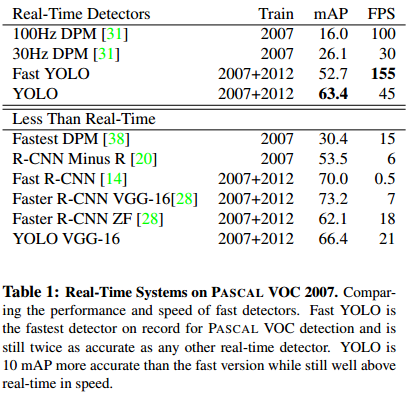 Real-Time Detectors Train mAP FPS
100Hz DPM [31] 2007 16.0 100
30Hz DPM [31] 2007 26.1 30
Fast YOLO 2007+2012 52.7 155
YOLO 2007+2012 63.4 45
Less Than Real-Time
Fastest DPM [38] 2007 30.4 15
R-CNN Minus R [20] 2007 53.5 6
Fast R-CNN [14] 2007+2012 70.0 0.5
Faster R-CNN VGG-16[28] 2007+2012 73.2 7
Faster R-CNN ZF [28] 2007+2012 62.1 18
YOLO VGG-16 2007+2012 66.4 21
Table 1: Real-Time Systems on PASCAL VOC 2007. Compar-
ing the performance and speed of fast detectors. Fast YOLO is
the fastest detector on record for PASCAL VOC detection and is
still twice as accurate as any other real-time detector. YOLO is
10 mAP more accurate than the fast version while still well above
real-time in speed.